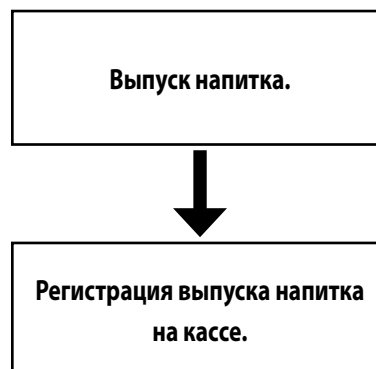 Выпуск напитка.
Регистрация выпуска напитка
на кассе.